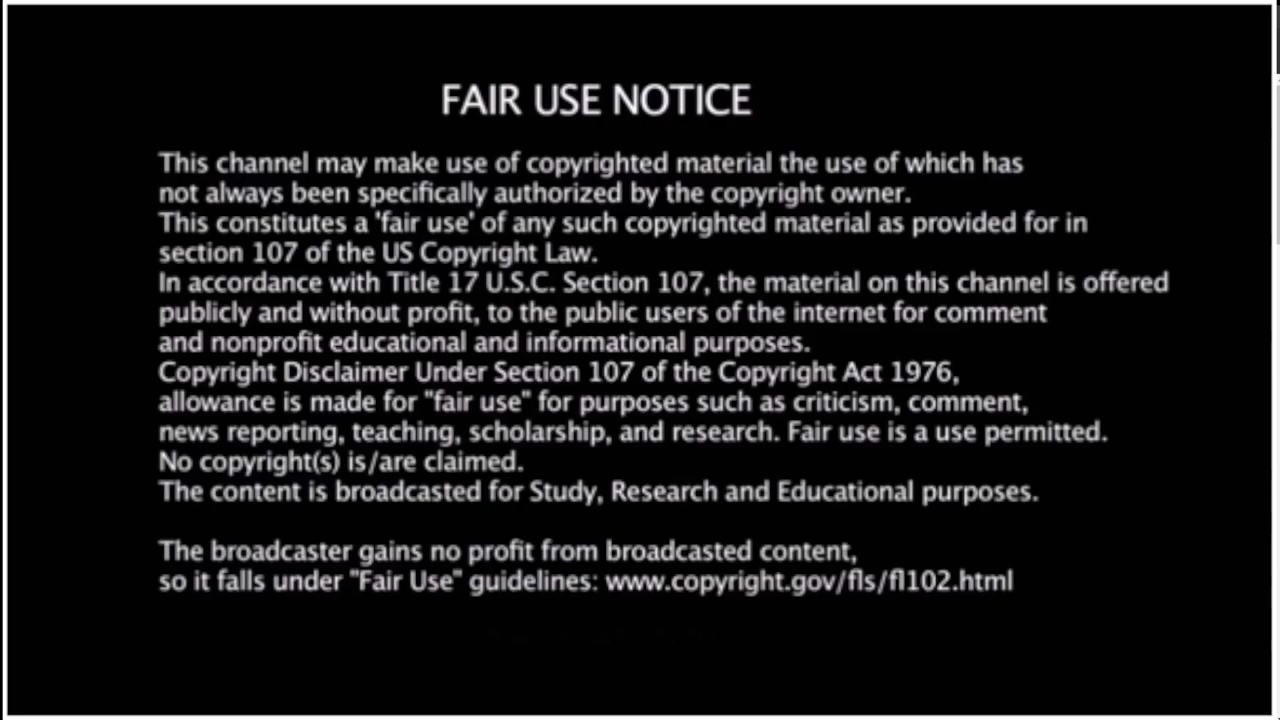 FAIR USE NOTICE
This channel may make use of copyrighted material the use of which has
not always been specifically authorized by the copyright owner.
This constitutes a 'fair use' of any such copyrighted material as provided for in
section 107 of the US Copyright Law.
In accordance with Title 17 U.S.C. Section 107, the material on this channel is offered
publicly and without profit, to the public users of the internet for comment
and nonprofit educational and informational purposes.
Copyright Disclaimer Under Section 107 of the Copyright Act 1976,
allowance is made for "fair use" for purposes such as criticism, comment,
news reporting, teaching, scholarship, and research. Fair use is a use permitted.
No copyright(s) is/are claimed.
The content is broadcasted for Study, Research and Educational purposes.
The broadcaster gains no profit from broadcasted content,
so it falls under "Fair Use" guidelines: www.copyright.gov/fls/fl102.html